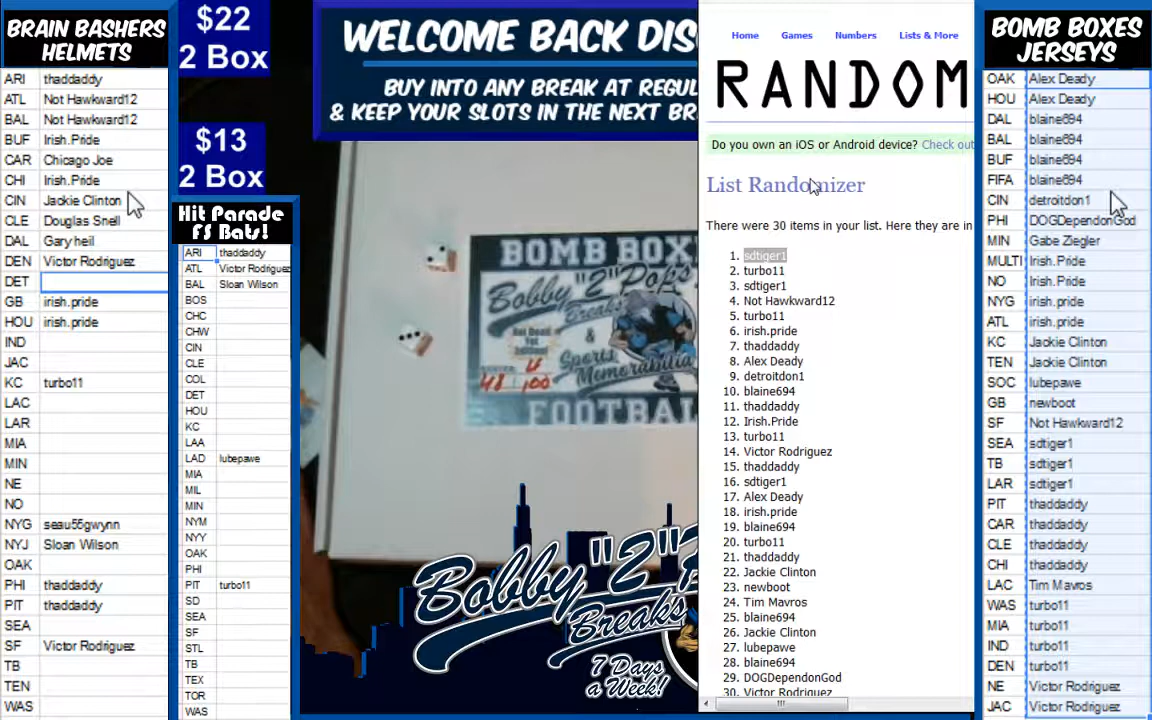 BRAIN BASHERS
HELMETS
ARI thaddaddy
ATL Not Hawkward12
BAL Not Hawkward12
BUF Irish.Pride
CAR Chicago Joe
CHI Irish.Pride
CIN Jackie Clinton
CLE Douglas Snell
DAL Gary heil
DEN Victor Rodriguez
DET
GB irish.pride
HOU irish.pride
IND
JAC
KC turbo11
LAC
LAR
MIA
MIN
NE
NO
NYG seau55gwynn
NYJ Sloan Wilson
OAK
PHI thaddaddy
PIT thaddaddy
SEA
SF Victor Rodriguez
TB
TEN
WAS
$22
2 Box
$13
2 Box
Hit Parade
FS Bats!
ARI thaddaddy
ATL Victor Rodriguez
BAL Sloan Wilson
BOS
CHC
CHW
CIN
CLE
COL
DET
HOU
KC
LAA
LAD lubepawe
MIA
MIL
MIN
NYM
NYY
OAK
PHI
PIT turbo11
SD
SEA
SF
STL
TB
TEX
TOR
WAS
WELCOME BACK DIS
BUY INTO ANY BREAK AT REGUL
& KEEP YOUR SLOTS IN THE NEXT BR
BOMB BOXE
Bobby "2" Pop's
Breaks
&
Sports
Memorabilia
48 100
FOOTBAL
Bobby "2" P
Breaks
7 Days
a Week!
Home Games Numbers Lists & More
RANDOM
Do you own an iOS or Android device? Check out
List Randomizer
There were 30 items in your list. Here they are in
1. sdtiger1
2. turbo11
3. sdtiger1
4. Not Hawkward12
5. turbo11
6. irish.pride
7. thaddaddy
8. Alex Deady
9. detroitdon1
10. blaine694
11. thaddaddy
12. Irish.Pride
13. turbo11
14. Victor Rodriguez
15. thaddaddy
16. sdtiger1
17. Alex Deady
18. irish.pride
19. blaine694
20. turbo11
21. thaddaddy
22. Jackie Clinton
23. newboot
24. Tim Mavros
25. blaine694
26. Jackie Clinton
27. lubepawe
28. blaine694
29. DOGDependonGod
30. Victor Rodriguez
BOMB BOXES
JERSEYS
OAK Alex Deady
HOU Alex Deady
DAL blaine694
BAL blaine694
BUF blaine694
FIFA blaine694
CIN detroitdon1
PHI DOGDependonGod
MIN Gabe Ziegler
MULTI Irish.Pride
NO Irish.Pride
NYG irish.pride
ATL irish.pride
KC Jackie Clinton
TEN Jackie Clinton
SOC lubepawe
GB newboot
SF Not Hawkward12
SEA sdtiger1
TB sdtiger1
LAR sdtiger1
PIT thaddaddy
CAR thaddaddy
CLE thaddaddy
CHI thaddaddy
LAC Tim Mavros
WAS turbo11
MIA turbo11
IND turbo11
DEN turbo11
NE Victor Rodriguez
JAC Victor Rodriguez